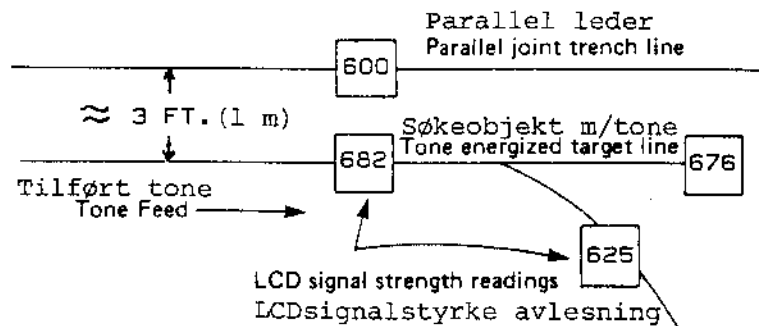 Parallel leder
Parallel joint trench line
600
≈ 3 FT. (1 m)
Søkeobjekt m/tone
Tone energized target line
682
676
Tilført tone
Tone Feed
625
LCD signal strength readings
LCDsignalstyrke avlesning